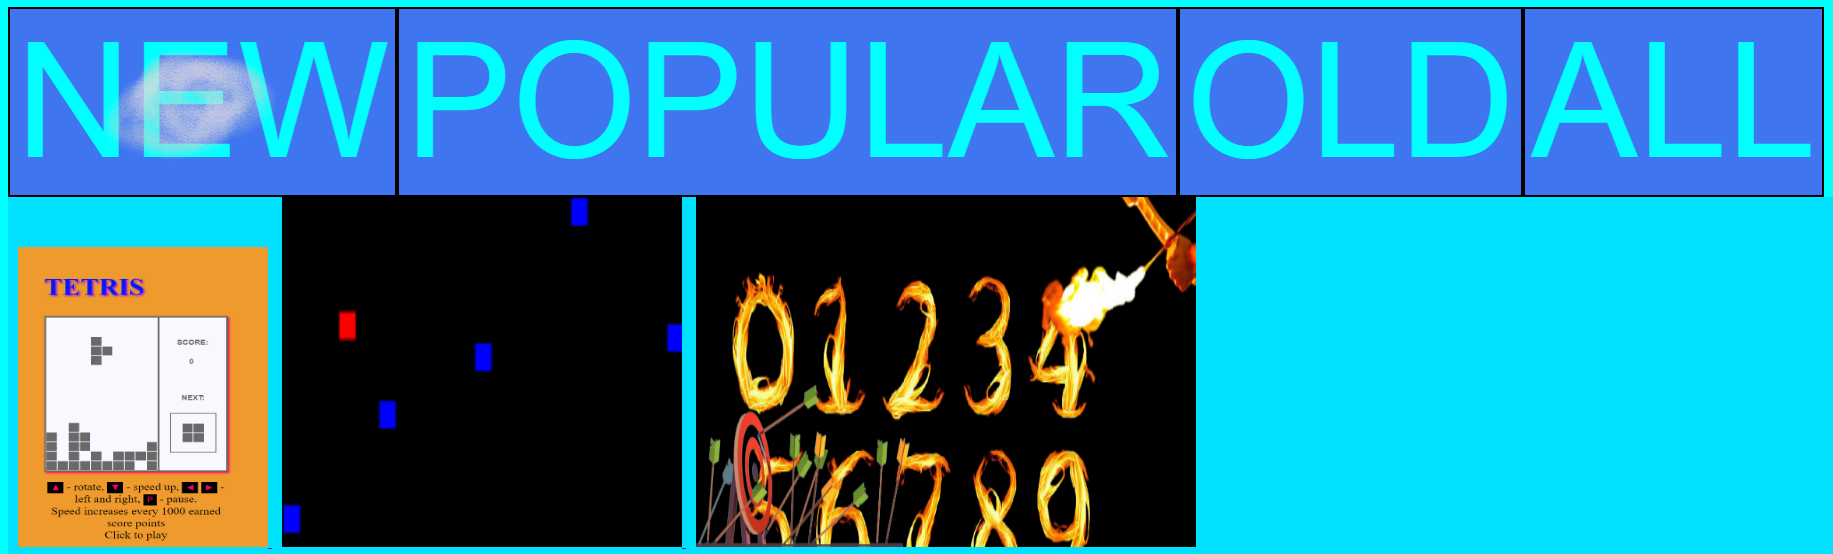 NEW POPULAR OLD ALL
TETRIS
SCORE:
0
NEXT:
▲ - rotate, ▼ - speed up, ◄ ► -
left and right, P - pause.
Speed increases every 1000 earned
score points
Click to play
0 1 2 3 4
5 6 7 8 9